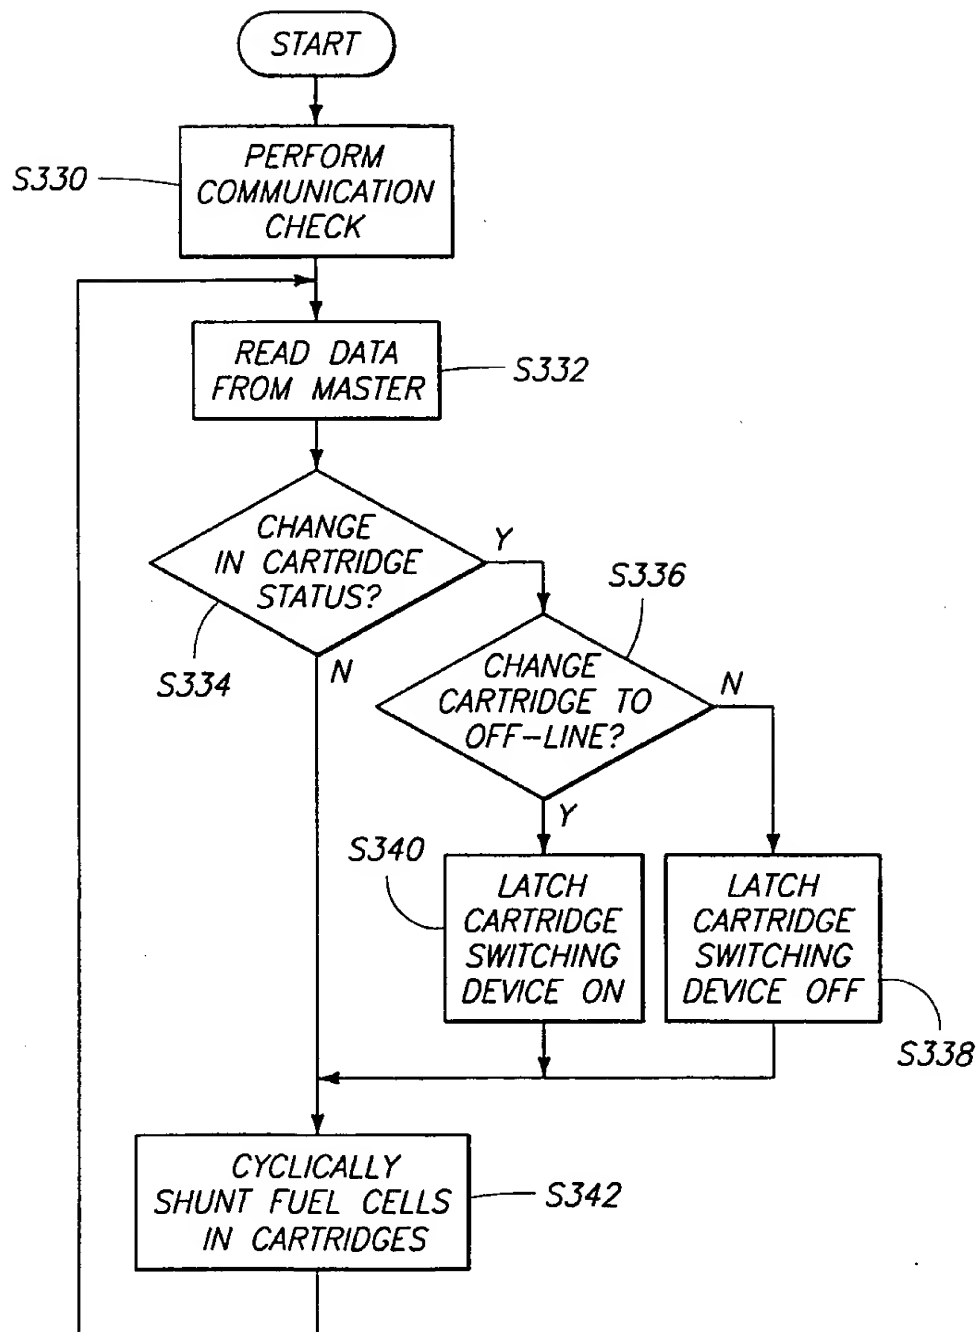 START
PERFORM
COMMUNICATION
CHECK
S330
READ DATA
FROM MASTER
S332
CHANGE
IN CARTRIDGE
STATUS?
Y
N
S334
S336
CHANGE
CARTRIDGE TO
OFF-LINE?
N
Y
S340
LATCH
CARTRIDGE
SWITCHING
DEVICE ON
LATCH
CARTRIDGE
SWITCHING
DEVICE OFF
S338
CYCLICALLY
SHUNT FUEL CELLS
IN CARTRIDGES
S342